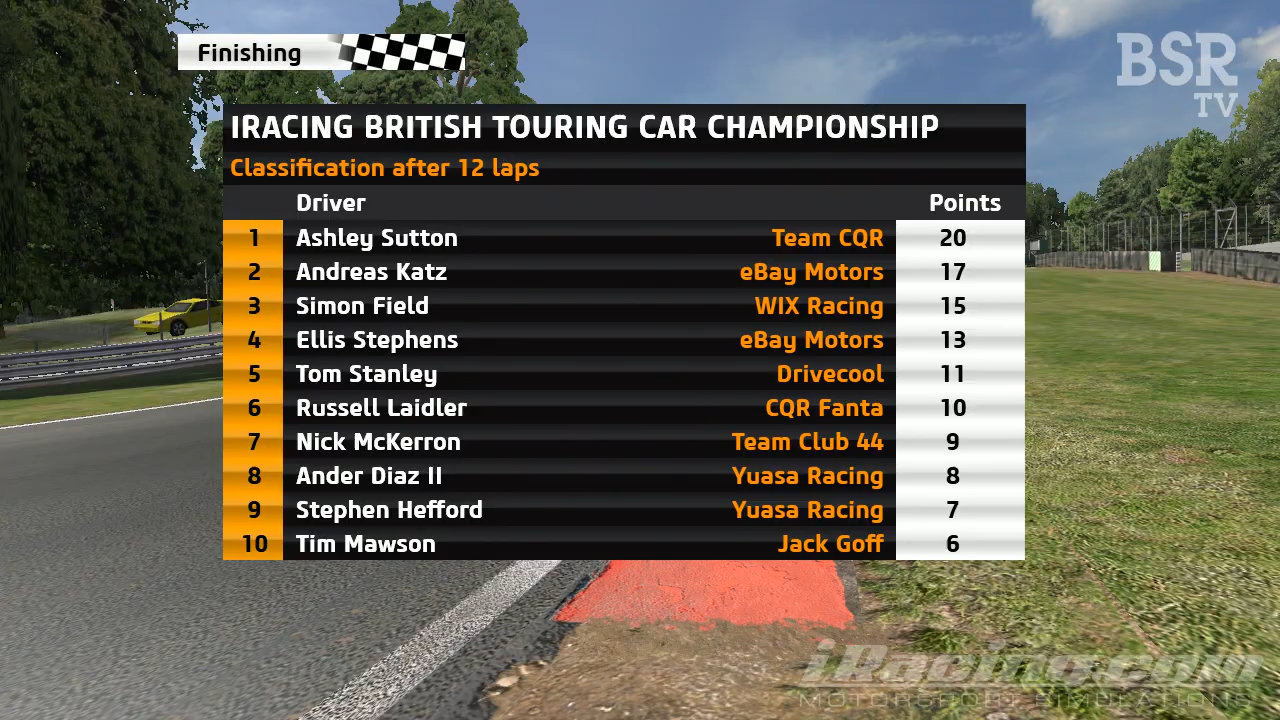 Finishing
BSR
TV
IRACING BRITISH TOURING CAR CHAMPIONSHIP
Classification after 12 laps
Driver Points
1 Ashley Sutton Team CQR 20
2 Andreas Katz eBay Motors 17
3 Simon Field WIX Racing 15
4 Ellis Stephens eBay Motors 13
5 Tom Stanley Drivecool 11
6 Russell Laidler CQR Fanta 10
7 Nick McKerron Team Club 44 9
8 Ander Diaz II Yuasa Racing 8
9 Stephen Hefford Yuasa Racing 7
10 Tim Mawson Jack Goff 6
iRacing.com
MOTORSPORT SIMULATIONS